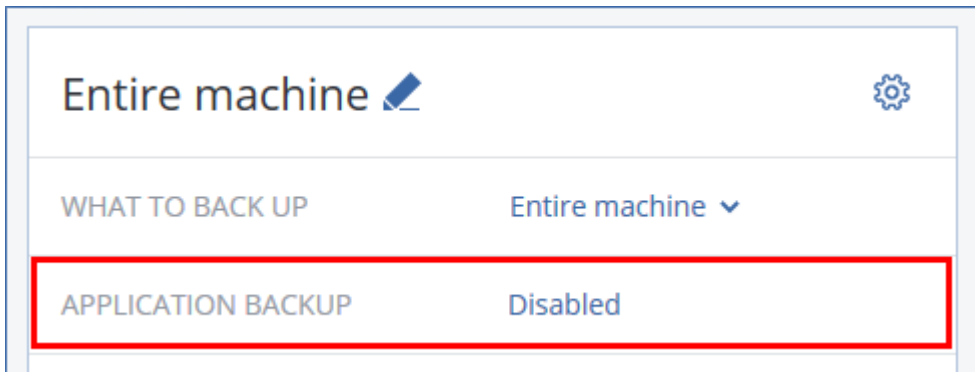 Entire machine
WHAT TO BACK UP Entire machine
APPLICATION BACKUP Disabled